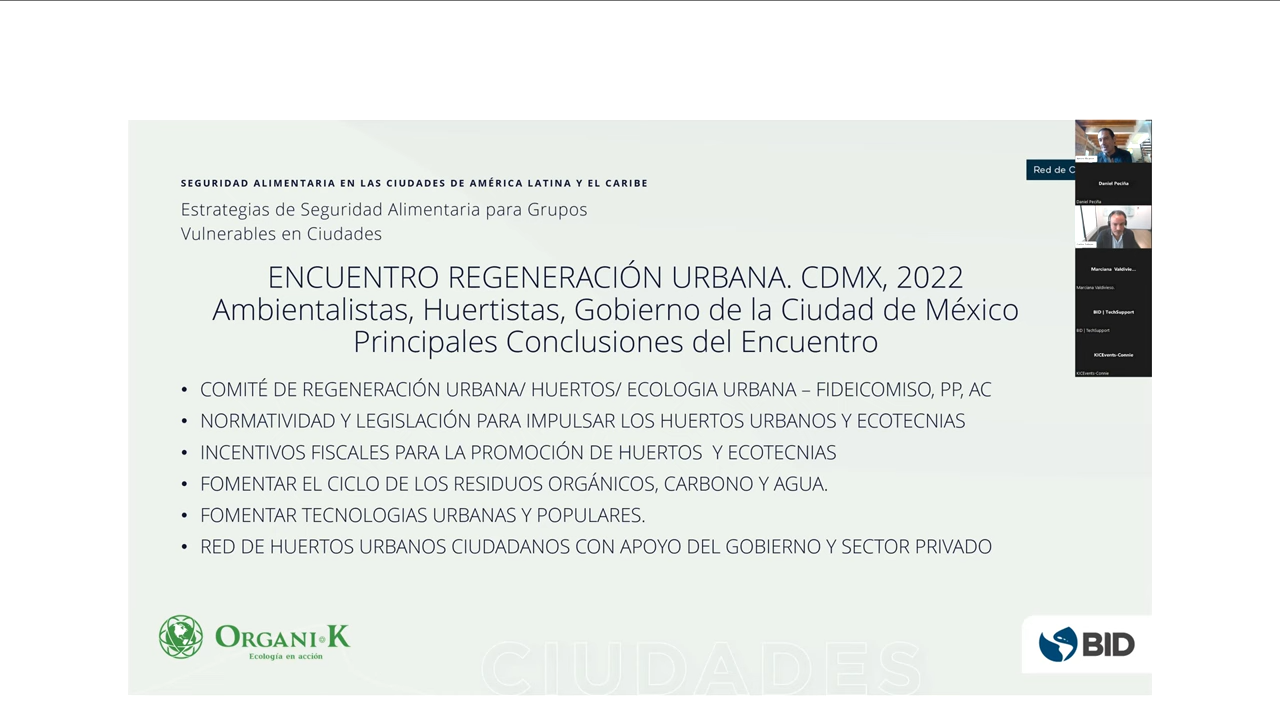 SEGURIDAD ALIMENTARIA EN LAS CIUDADES DE AMÉRICA LATINA Y EL CARIBE
Estrategias de Seguridad Alimentaria para Grupos
Vulnerables en Ciudades
ENCUENTRO REGENERACIÓN URBANA. CDMX, 2022
Ambientalistas, Huertistas, Gobierno de la Ciudad de México
Principales Conclusiones del Encuentro
• COMITÉ DE REGENERACIÓN URBANA/ HUERTOS/ ECOLOGIA URBANA – FIDEICOMISO, PP, AC
• NORMATIVIDAD Y LEGISLACIÓN PARA IMPULSAR LOS HUERTOS URBANOS Y ECOTECNIAS
• INCENTIVOS FISCALES PARA LA PROMOCIÓN DE HUERTOS Y ECOTECNIAS
• FOMENTAR EL CICLO DE LOS RESIDUOS ORGÁNICOS, CARBONO Y AGUA.
• FOMENTAR TECNOLOGIAS URBANAS Y POPULARES.
• RED DE HUERTOS URBANOS CIUDADANOS CON APOYO DEL GOBIERNO Y SECTOR PRIVADO
ORGANI K
Ecología en acción
CIUDADES
BID
Red de C
Daniel Peciña
Daniel Peciña
Marciana Valdivie...
Marciana Valdivieso
BID | TechSupport
BID | TechSupport
KICEvents-Connie
KICEvents-Connie